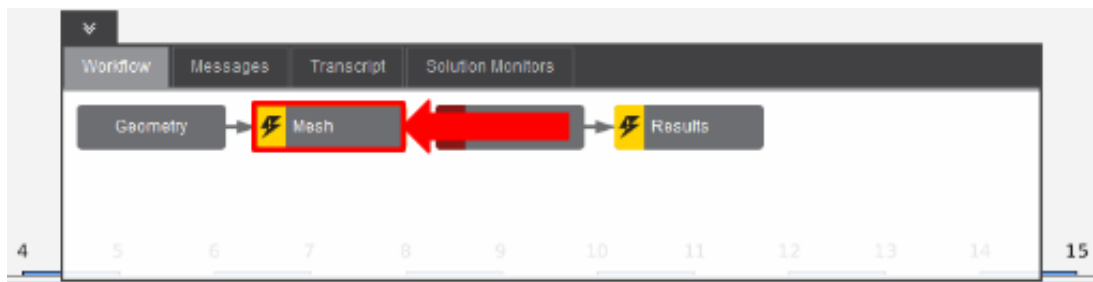 Workflow Messages Transcript Solution Monitors
Geometry Mesh Results
4 5 6 7 8 9 10 11 12 13 14 15